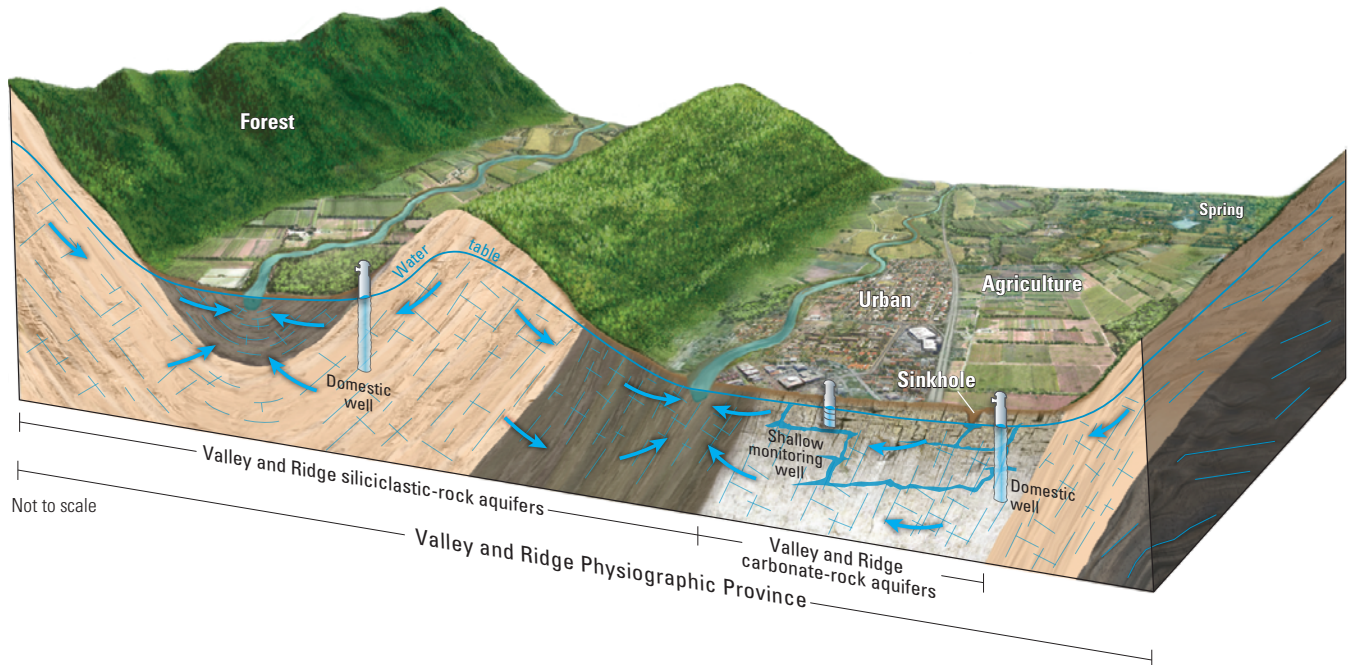 Forest
Spring
Water table
Agriculture
Urban
Sinkhole
Domestic
well
Shallow
monitoring
well
Domestic
well
Valley and Ridge siliciclastic-rock aquifers
Not to scale
Valley and Ridge
carbonate-rock aquifers
Valley and Ridge Physiographic Province